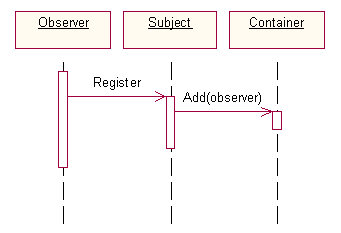 Observer
Subject
Container
Register
Add(observer)